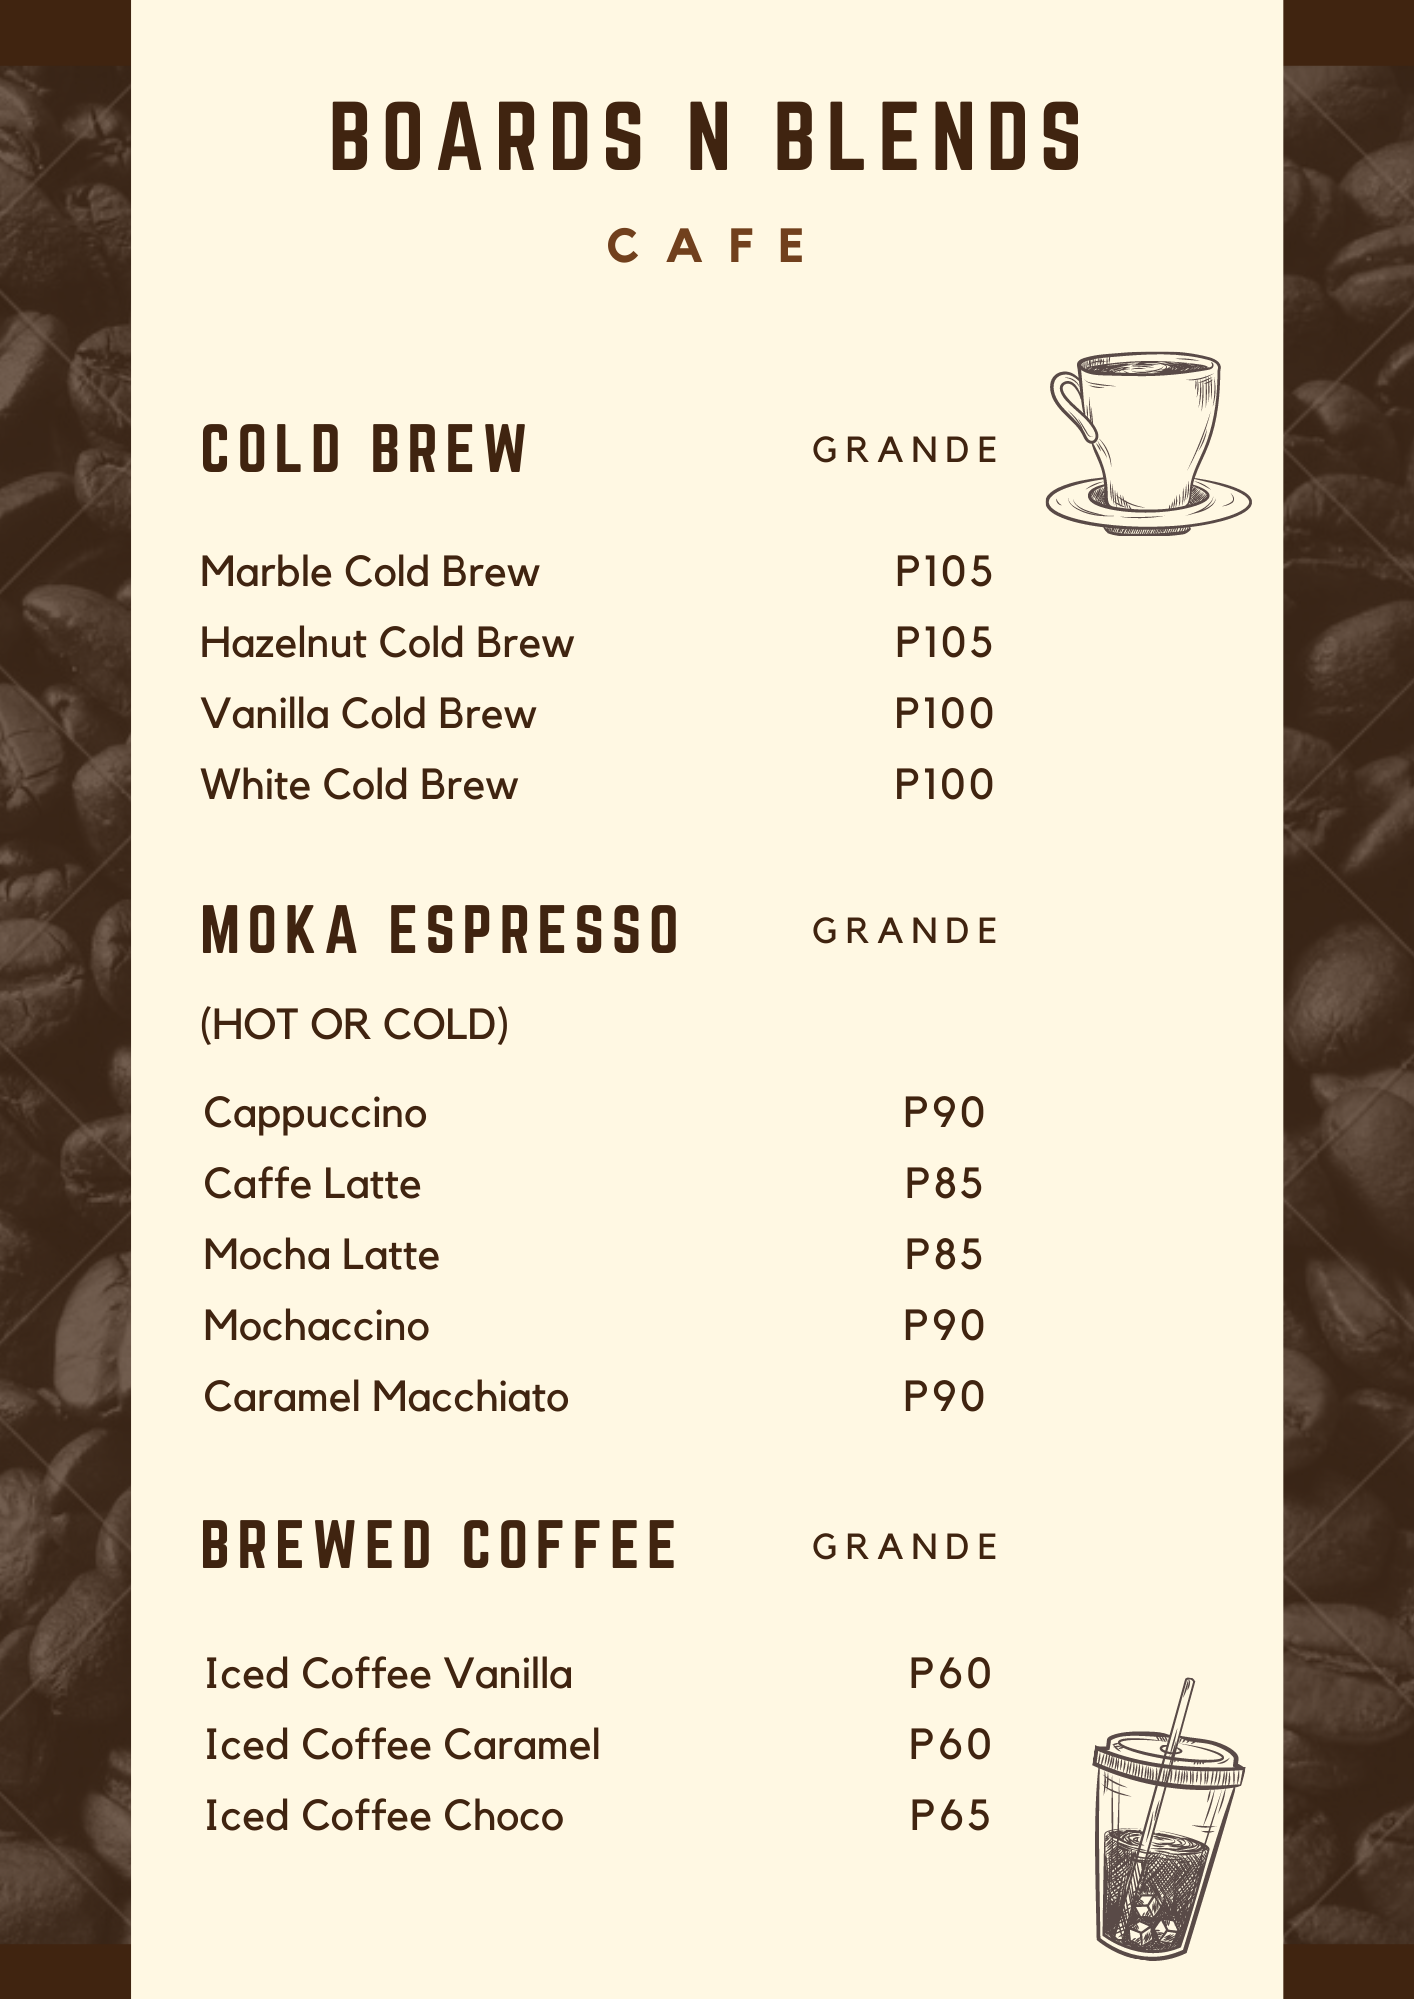 BOARDS N BLENDS
CAFE
COLD BREW GRANDE
Marble Cold Brew P105
Hazelnut Cold Brew P105
Vanilla Cold Brew P100
White Cold Brew P100
MOKA ESPRESSO GRANDE
(HOT OR COLD)
Cappuccino P90
Caffe Latte P85
Mocha Latte P85
Mochaccino P90
Caramel Macchiato P90
BREWED COFFEE GRANDE
Iced Coffee Vanilla P60
Iced Coffee Caramel P60
Iced Coffee Choco P65